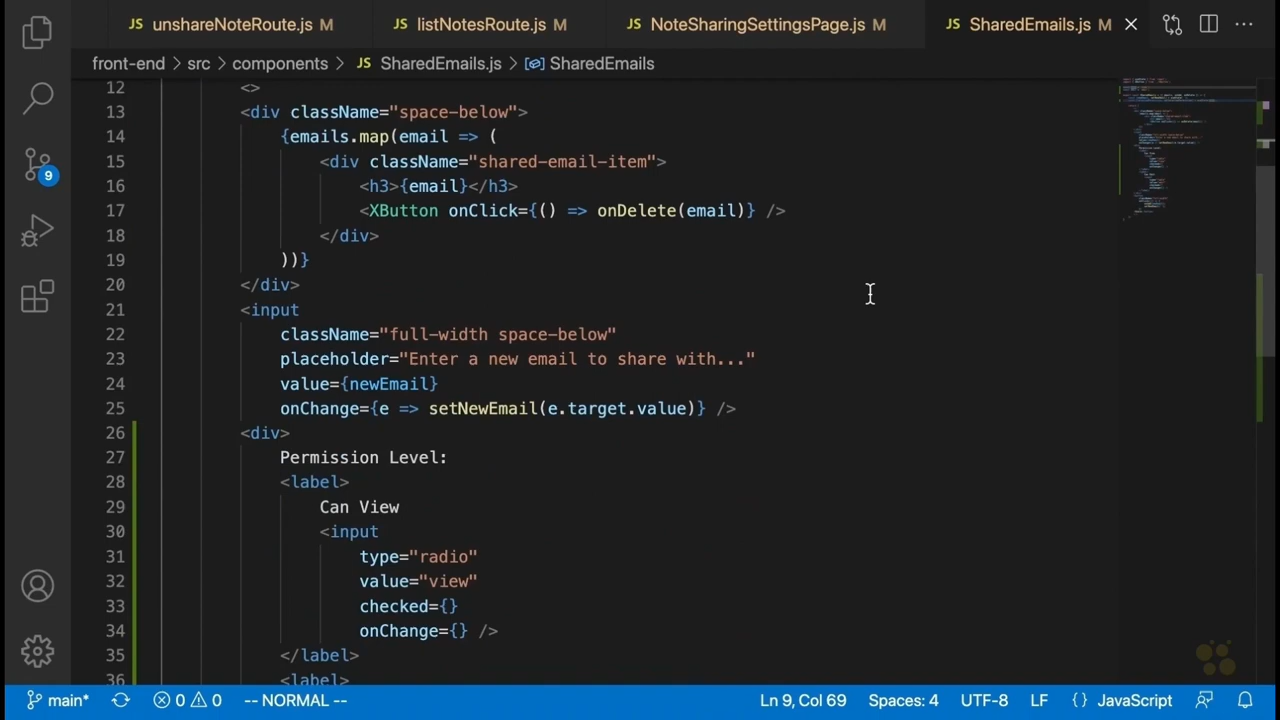 JS unshareNoteRoute.js M JS listNotesRoute.js M JS NoteSharingSettingsPage.js M JS SharedEmails.js M
front-end > src > components > JS SharedEmails.js > SharedEmails
12 <>
13 <div className="space-below">
14 {emails.map(email => (
15 <div className="shared-email-item">
16 <h3>{email}</h3>
17 <XButton onClick={() => onDelete(email)} />
18 </div>
19 ))}
20 </div>
21 <input
22 className="full-width space-below"
23 placeholder="Enter a new email to share with..."
24 value={newEmail}
25 onChange={e => setNewEmail(e.target.value)} />
26 <div>
27 Permission Level:
28 <label>
29 Can View
30 <input
31 type="radio"
32 value="view"
33 checked={}
34 onChange={} />
35 </label>
36 <label>
9
main* 0 0 -- NORMAL -- Ln 9, Col 69 Spaces: 4 UTF-8 LF {} JavaScript